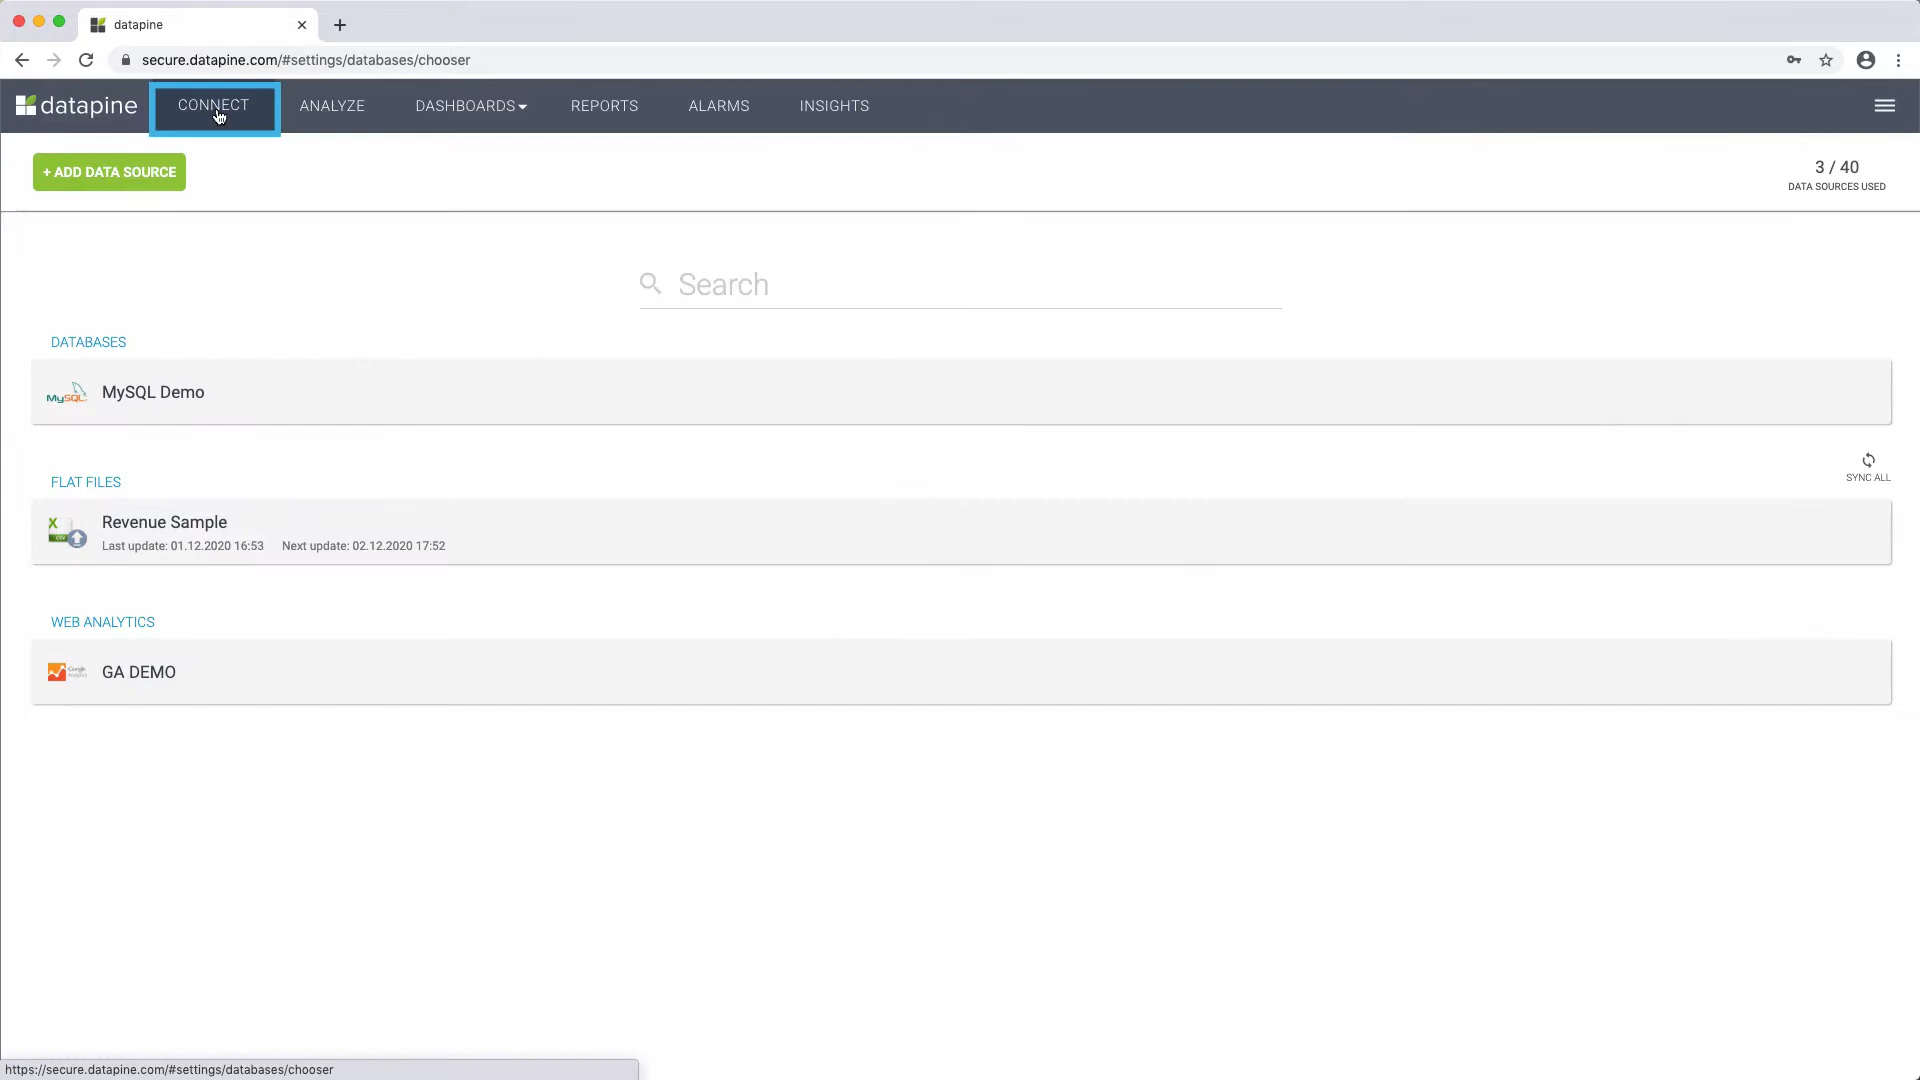 datapine
secure.datapine.com/#settings/databases/chooser
datapine CONNECT ANALYZE DASHBOARDS REPORTS ALARMS INSIGHTS
+ ADD DATA SOURCE
3 / 40
DATA SOURCES USED
Search
DATABASES
MySQL MySQL Demo
FLAT FILES
SYNC ALL
X
CSV
Revenue Sample
Last update: 01.12.2020 16:53 Next update: 02.12.2020 17:52
WEB ANALYTICS
Google
Analytics
GA DEMO
https://secure.datapine.com/#settings/databases/chooser